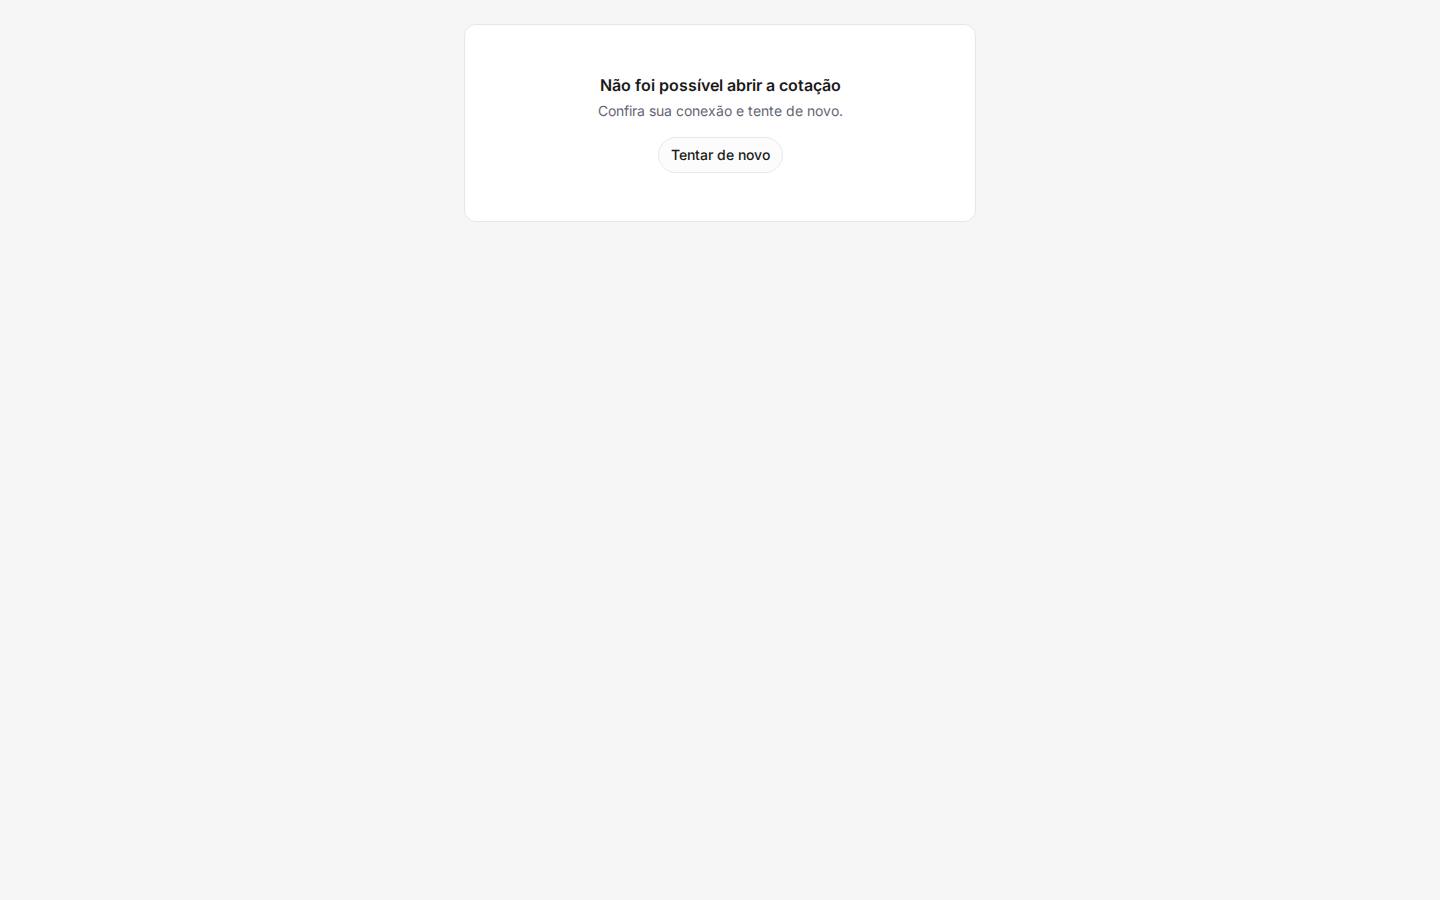 Não foi possível abrir a cotação
Confira sua conexão e tente de novo.
Tentar de novo